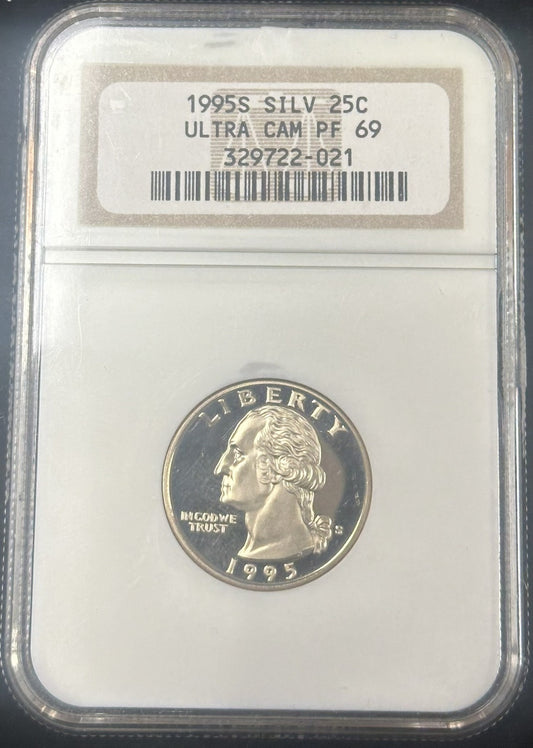 1995S SILV 25C
ULTRA CAM PF 69
329722-021
LIBERTY
IN GOD WE
TRUST
S
1995